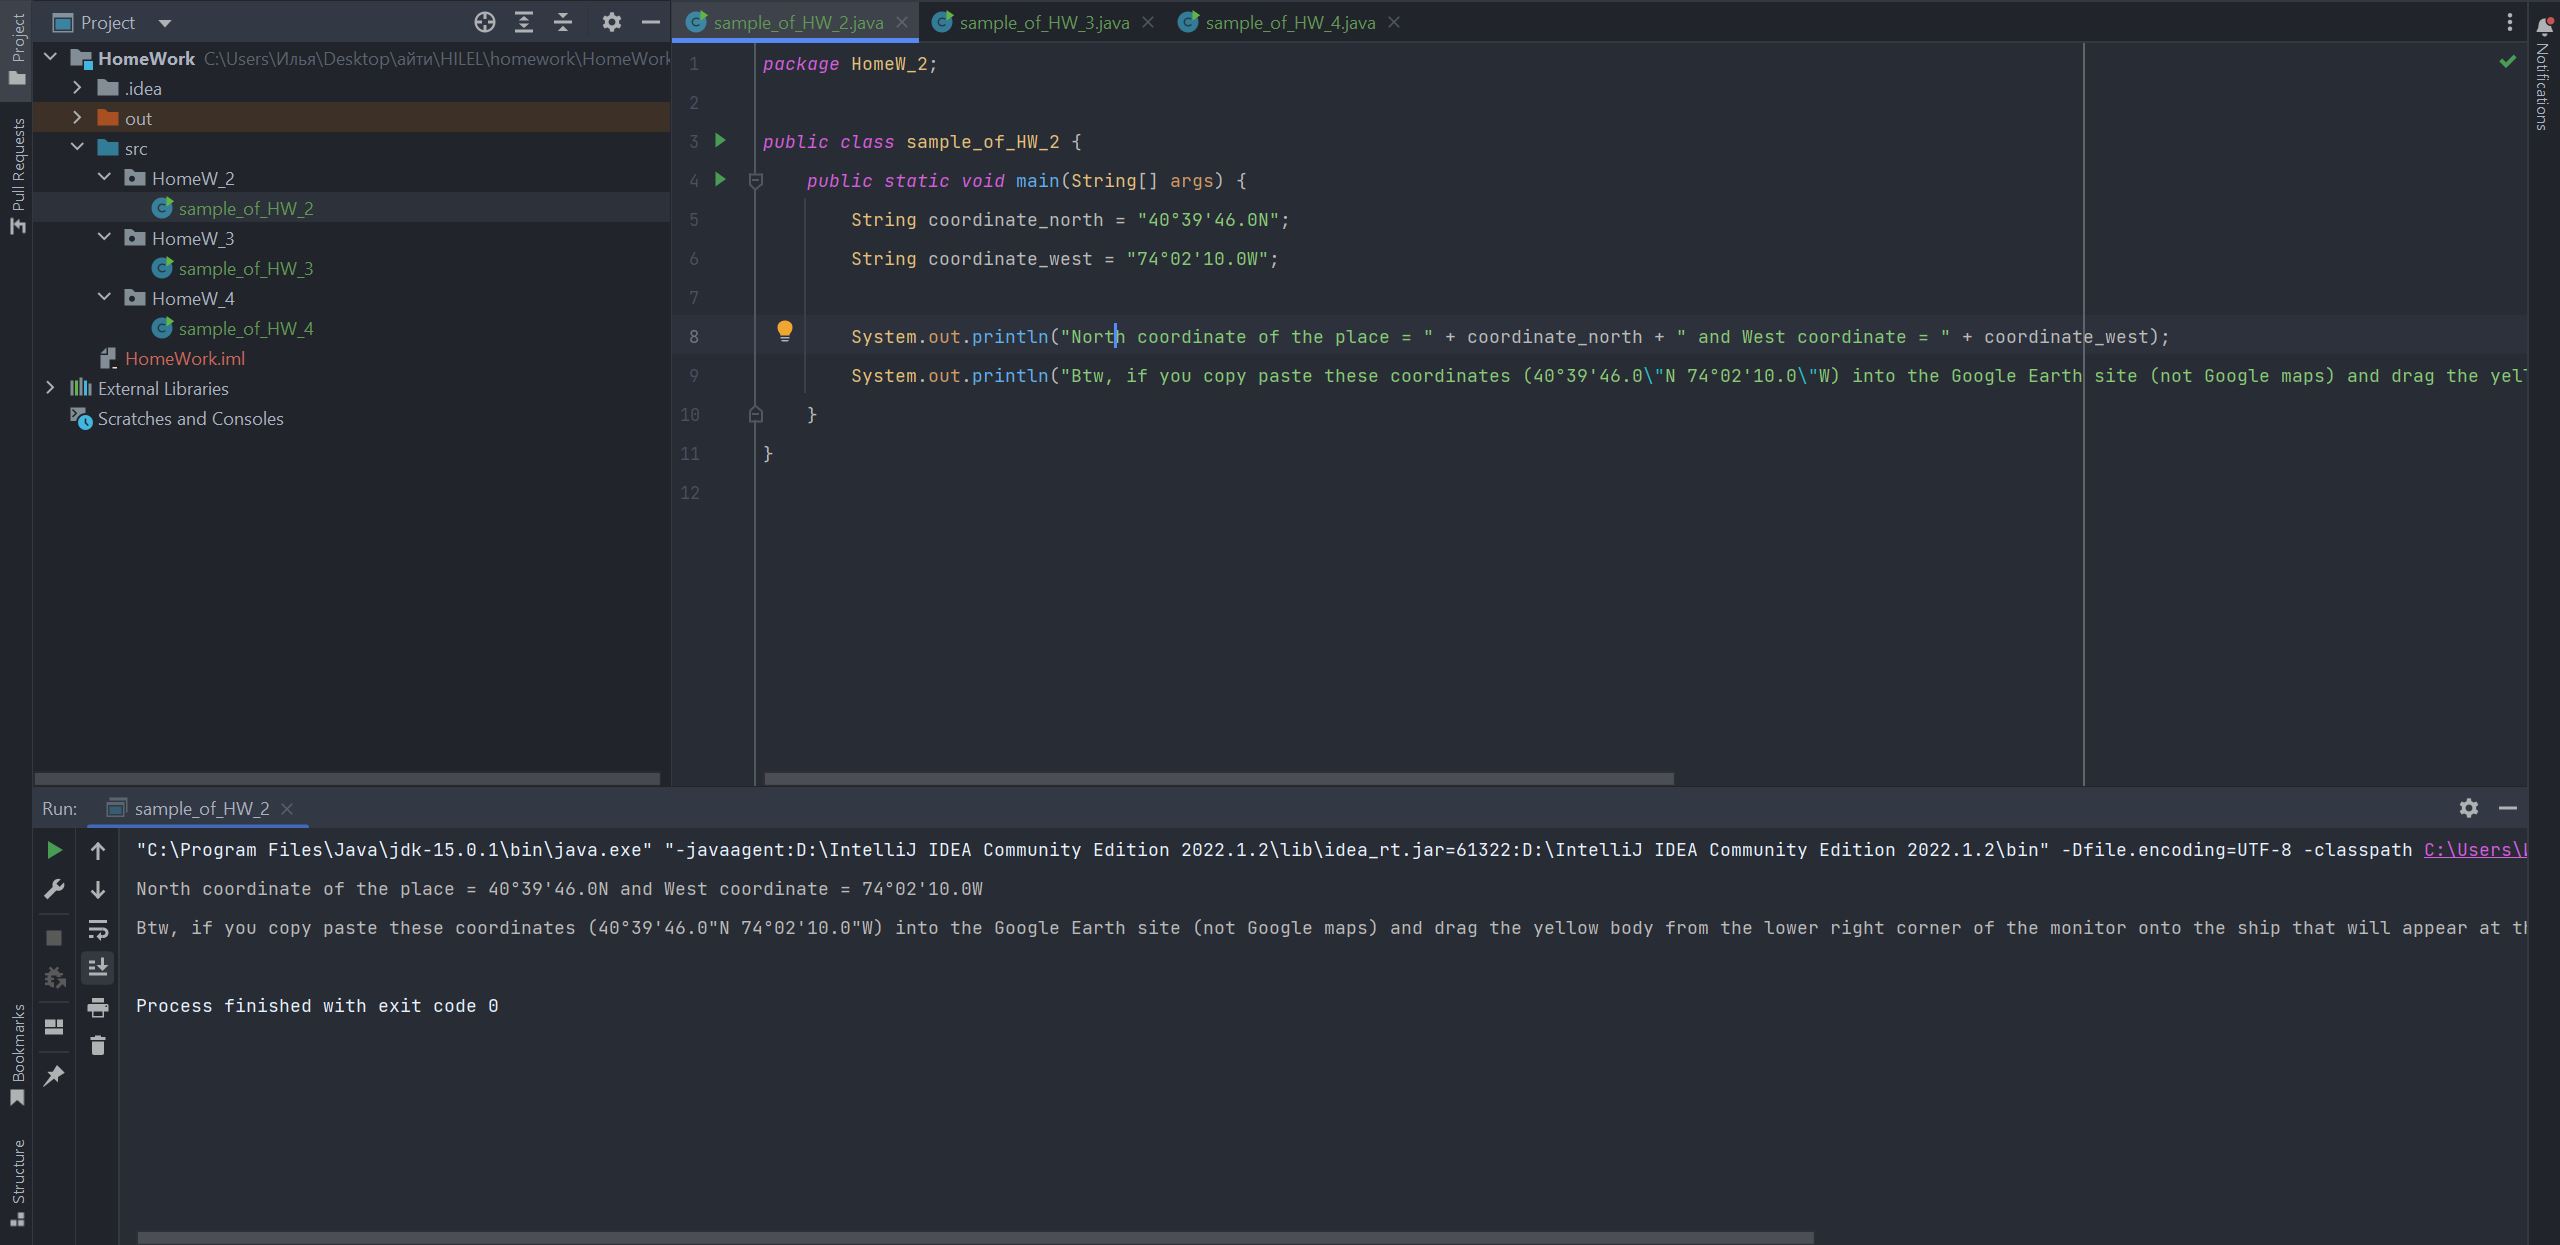 Project
sample_of_HW_2.java
sample_of_HW_3.java
sample_of_HW_4.java
Project
Pull Requests
Bookmarks
Structure
Notifications
HomeWork C:\Users\Илья\Desktop\айти\HILEL\homework\HomeWork
.idea
out
src
HomeW_2
sample_of_HW_2
HomeW_3
sample_of_HW_3
HomeW_4
sample_of_HW_4
HomeWork.iml
External Libraries
Scratches and Consoles
1 package HomeW_2;
2
3 public class sample_of_HW_2 {
4 public static void main(String[] args) {
5 String coordinate_north = "40°39'46.0N";
6 String coordinate_west = "74°02'10.0W";
7
8 System.out.println("North coordinate of the place = " + coordinate_north + " and West coordinate = " + coordinate_west);
9 System.out.println("Btw, if you copy paste these coordinates (40°39'46.0\"N 74°02'10.0\"W) into the Google Earth site (not Google maps) and drag the yel
10 }
11 }
12
Run: sample_of_HW_2
"C:\Program Files\Java\jdk-15.0.1\bin\java.exe" "-javaagent:D:\IntelliJ IDEA Community Edition 2022.1.2\lib\idea_rt.jar=61322:D:\IntelliJ IDEA Community Edition 2022.1.2\bin" -Dfile.encoding=UTF-8 -classpath C:\Users\
North coordinate of the place = 40°39'46.0N and West coordinate = 74°02'10.0W
Btw, if you copy paste these coordinates (40°39'46.0"N 74°02'10.0"W) into the Google Earth site (not Google maps) and drag the yellow body from the lower right corner of the monitor onto the ship that will appear at
Process finished with exit code 0